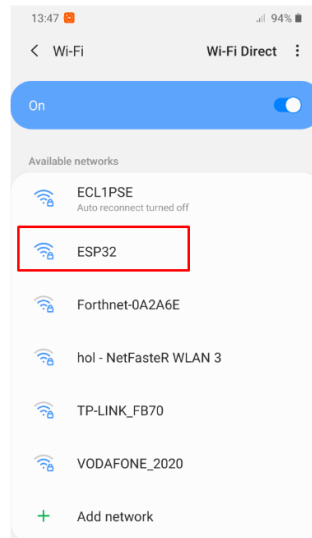 13:47 94%
Wi-Fi Wi-Fi Direct
On
Available networks
ECL1PSE
Auto reconnect turned off
ESP32
Forthnet-0A2A6E
hol - NetFasteR WLAN 3
TP-LINK_FB70
VODAFONE_2020
+ Add network